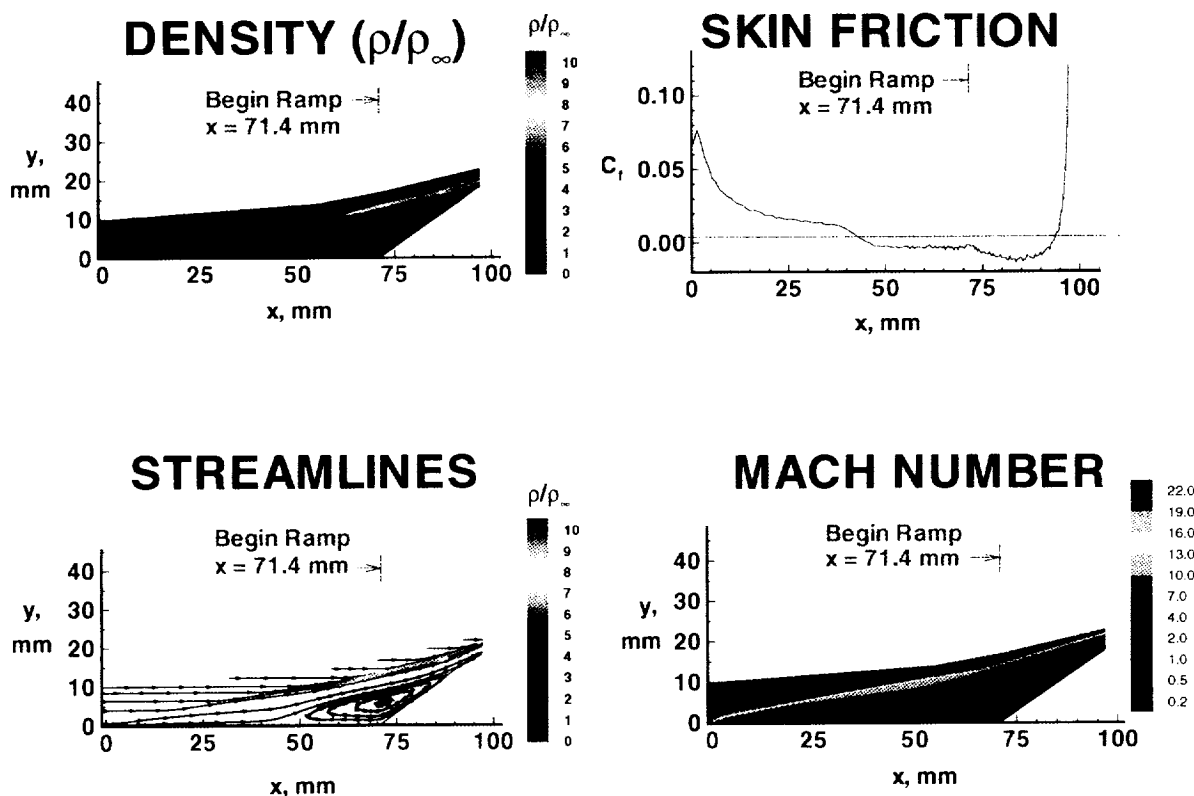 DENSITY (ρ/ρ∞)
ρ/ρ∞
10
9
8
7
6
5
4
3
2
1
0
Begin Ramp
x = 71.4 mm
y,
mm
40
30
20
10
0
0
25
50
75
100
x, mm
SKIN FRICTION
Begin Ramp
x = 71.4 mm
0.10
0.05
0.00
Cf
0
25
50
75
100
x, mm
STREAMLINES
ρ/ρ∞
10
9
8
7
6
5
4
3
2
1
0
Begin Ramp
x = 71.4 mm
y,
mm
40
30
20
10
0
0
25
50
75
100
x, mm
MACH NUMBER
22.0
19.0
16.0
13.0
10.0
7.0
4.0
2.0
1.0
0.5
0.2
Begin Ramp
x = 71.4 mm
y,
mm
40
30
20
10
0
0
25
50
75
100
x, mm